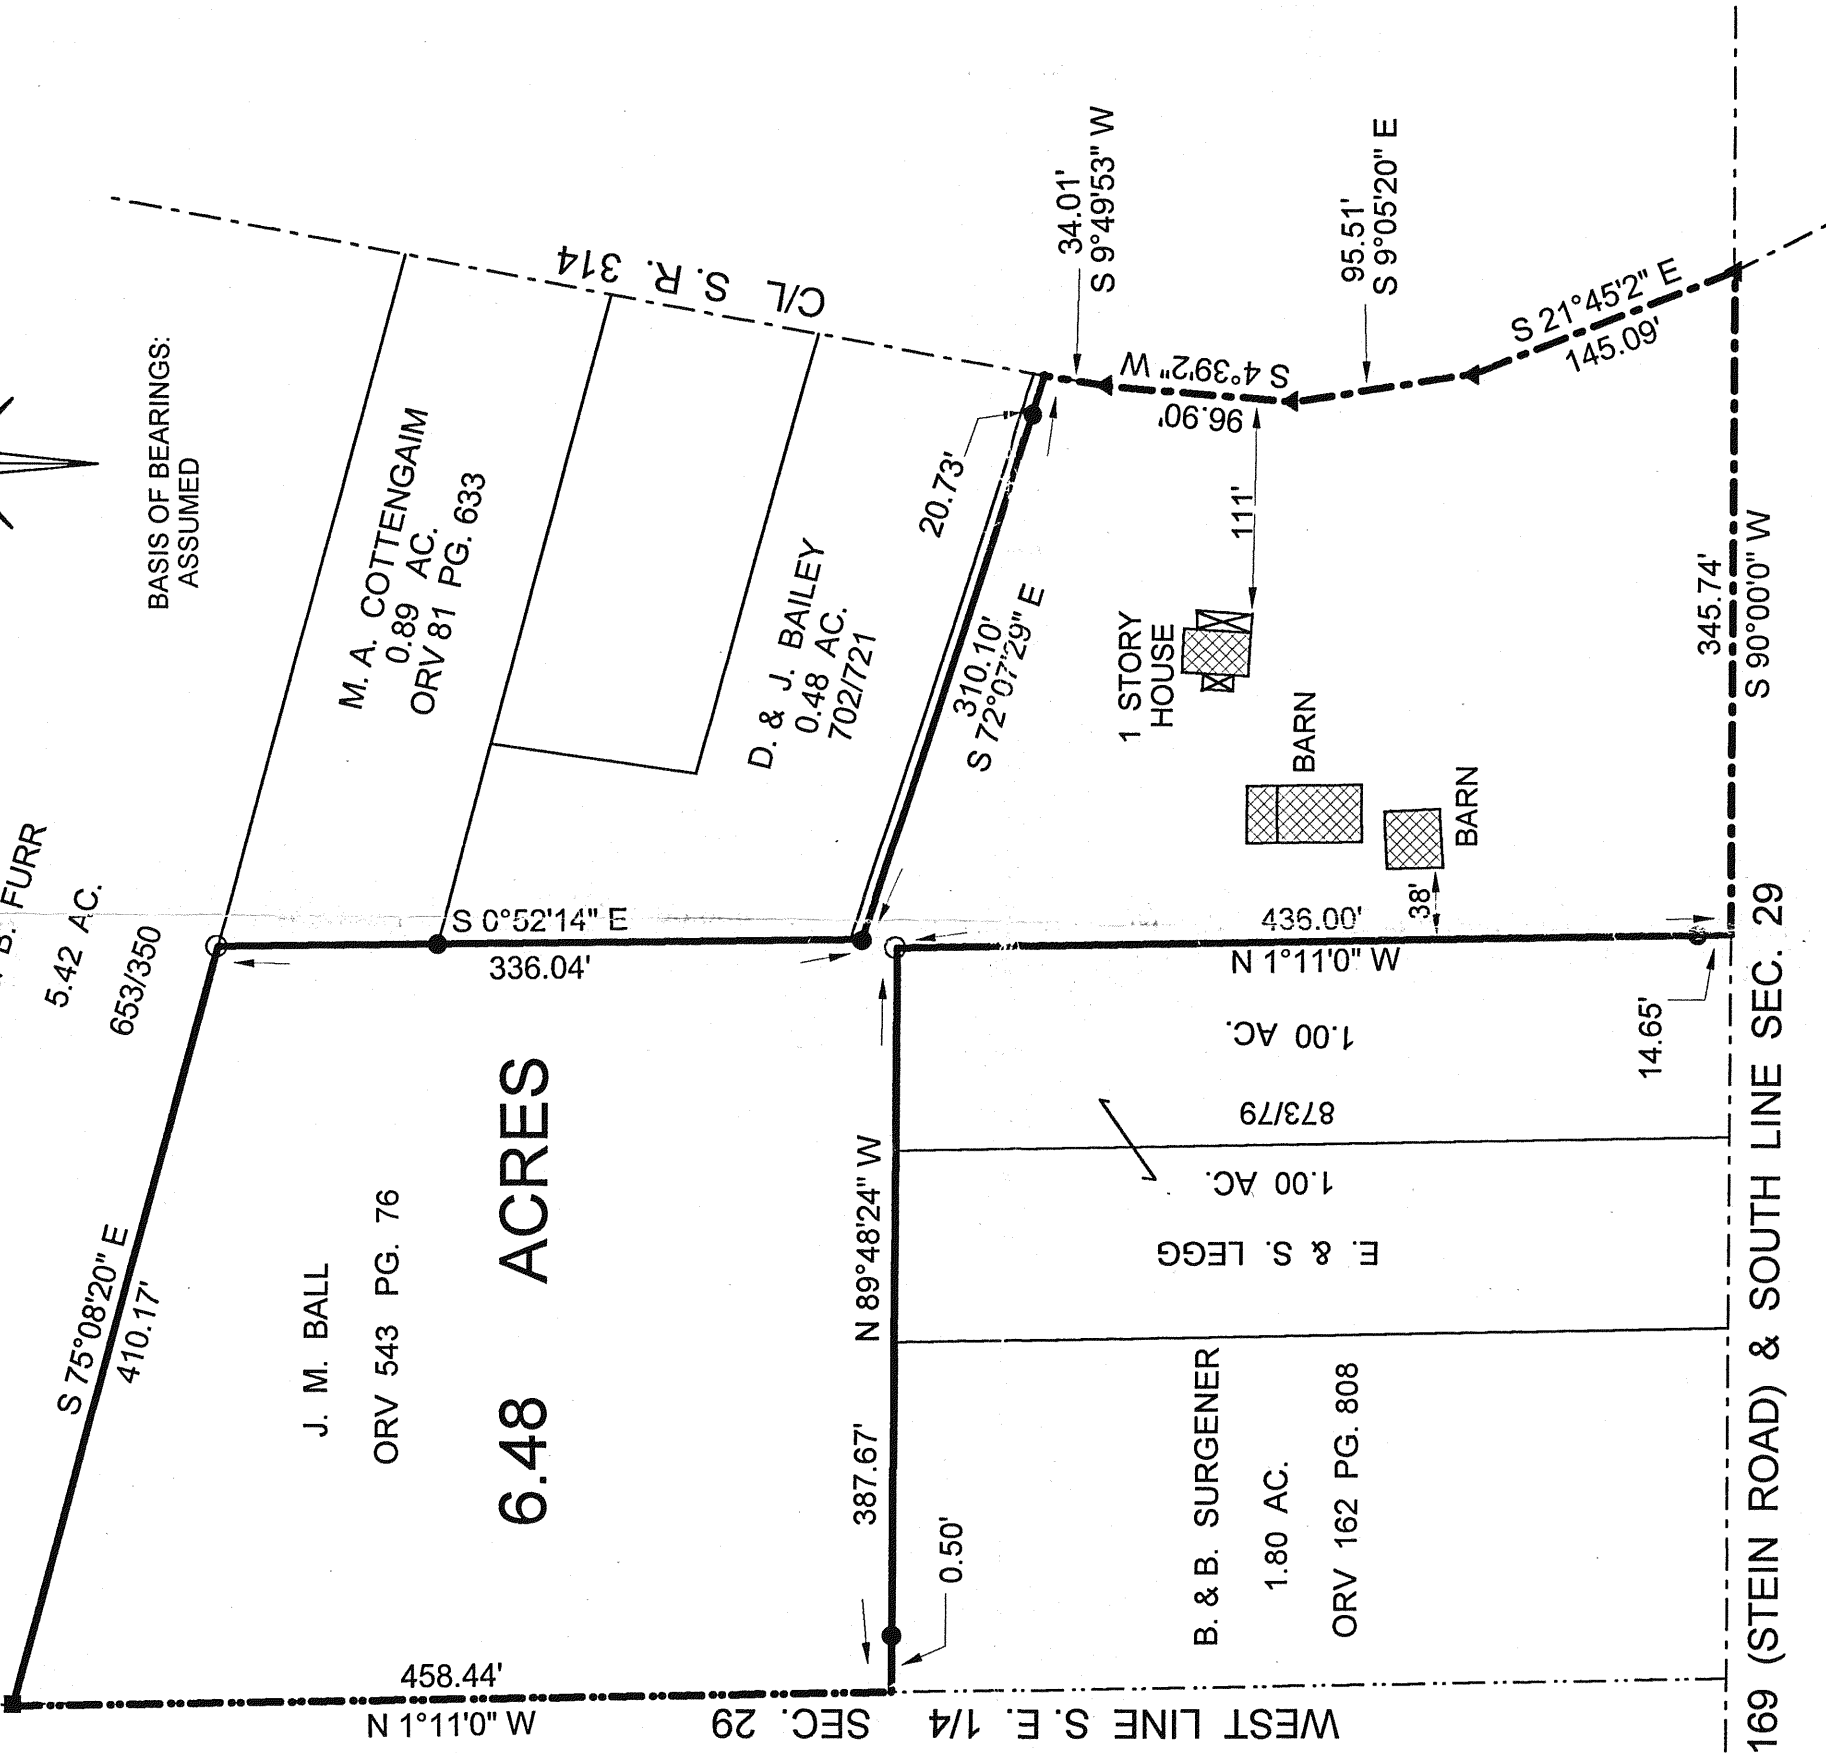 BASIS OF BEARINGS:
ASSUMED
B. FURR
5.42 AC.
653/350
M. A. COTTENGAIM
0.89 AC.
ORV 81 PG. 633
C/L S. R. 314
D. & J. BAILEY
0.48 AC.
702/721
S 75°08'20" E
410.17'
S 0°52'14" E
336.04'
J. M. BALL
ORV 543 PG. 76
6.48 ACRES
20.73'
310.10'
S 72°07'29" E
34.01'
S 9°49'53" W
S 4°39'2" W
96.90'
95.51'
S 9°05'20" E
S 21°45'2" E
145.09'
111'
1 STORY
HOUSE
BARN
BARN
38'
436.00'
N 1°11'0" W
345.74'
S 90°00'0" W
14.65'
N 89°48'24" W
387.67'
0.50'
1.00 AC.
873/79
1.00 AC.
E. & S. LEGG
B. & B. SURGENER
1.80 AC.
ORV 162 PG. 808
458.44'
N 1°11'0" W
WEST LINE S. E. 1/4 SEC. 29
169 (STEIN ROAD) & SOUTH LINE SEC. 29